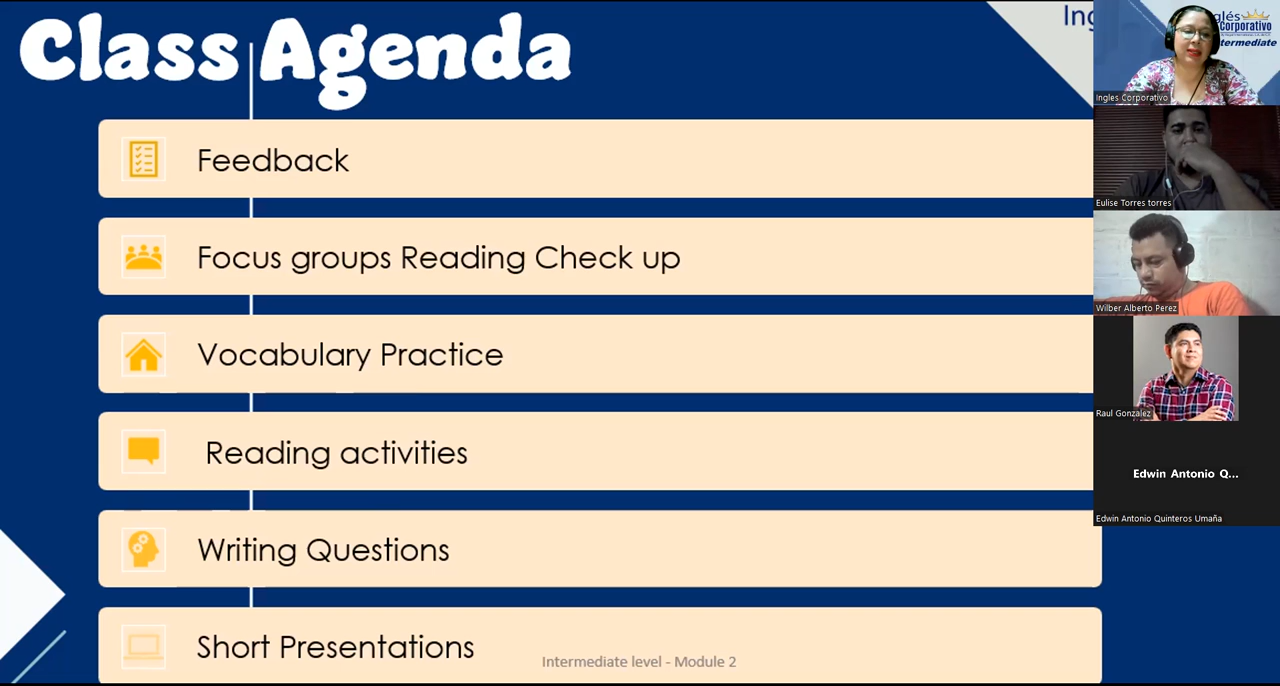 Class Agenda
Feedback
Focus groups Reading Check up
Vocabulary Practice
Reading activities
Writing Questions
Short Presentations
Intermediate level - Module 2
Ing
glés
Corporativo
termediate
Ingles Corporativo
Eulise Torres torres
Wilber Alberto Perez
Raul Gonzalez
Edwin Antonio Q...
Edwin Antonio Quinteros Umaña